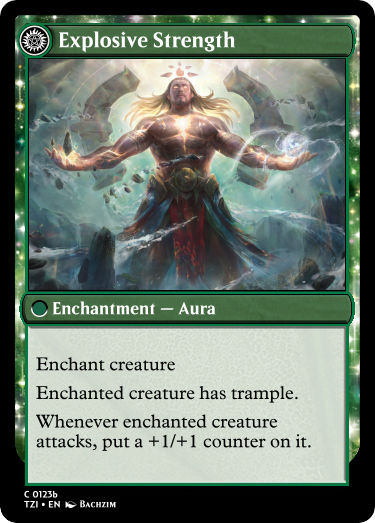 Explosive Strength
Enchantment — Aura
Enchant creature
Enchanted creature has trample.
Whenever enchanted creature
attacks, put a +1/+1 counter on it.
C 0123b
TZI • EN Bachzim